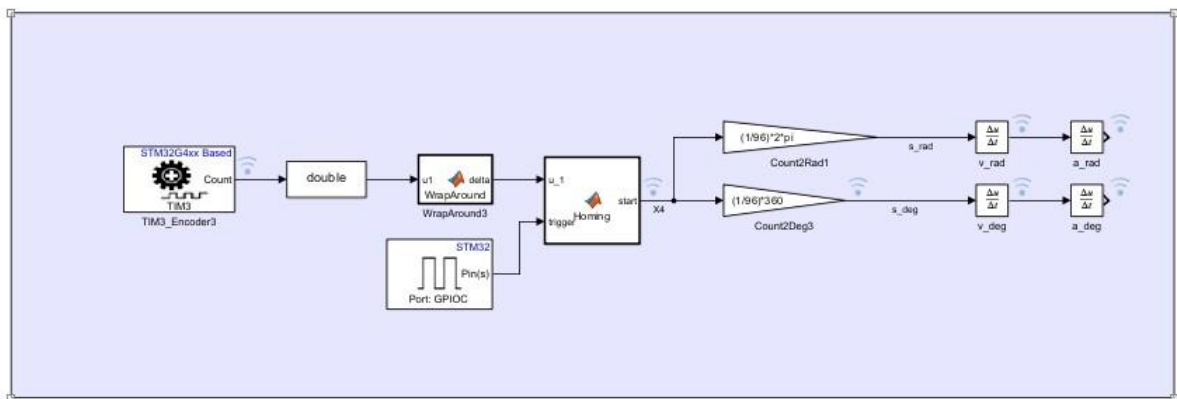 STM32G4xx Based
Count
TIM3
TIM3_Encoder3
double
u1
delta
WrapAround
WrapAround3
STM32
Pin(s)
Port: GPIOC
u_1
trigger
start
Homing
X4
(1/96)*2*pi
Count2Rad1
s_rad
Δu
Δt
v_rad
Δu
Δt
a_rad
(1/96)*360
Count2Deg3
s_deg
Δu
Δt
v_deg
Δu
Δt
a_deg